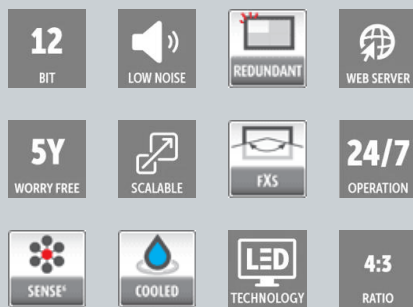 12
BIT
LOW NOISE
REDUNDANT
WEB SERVER
5Y
WORRY FREE
SCALABLE
FXS
24/7
OPERATION
SENSE⁶
COOLED
LED
TECHNOLOGY
4:3
RATIO